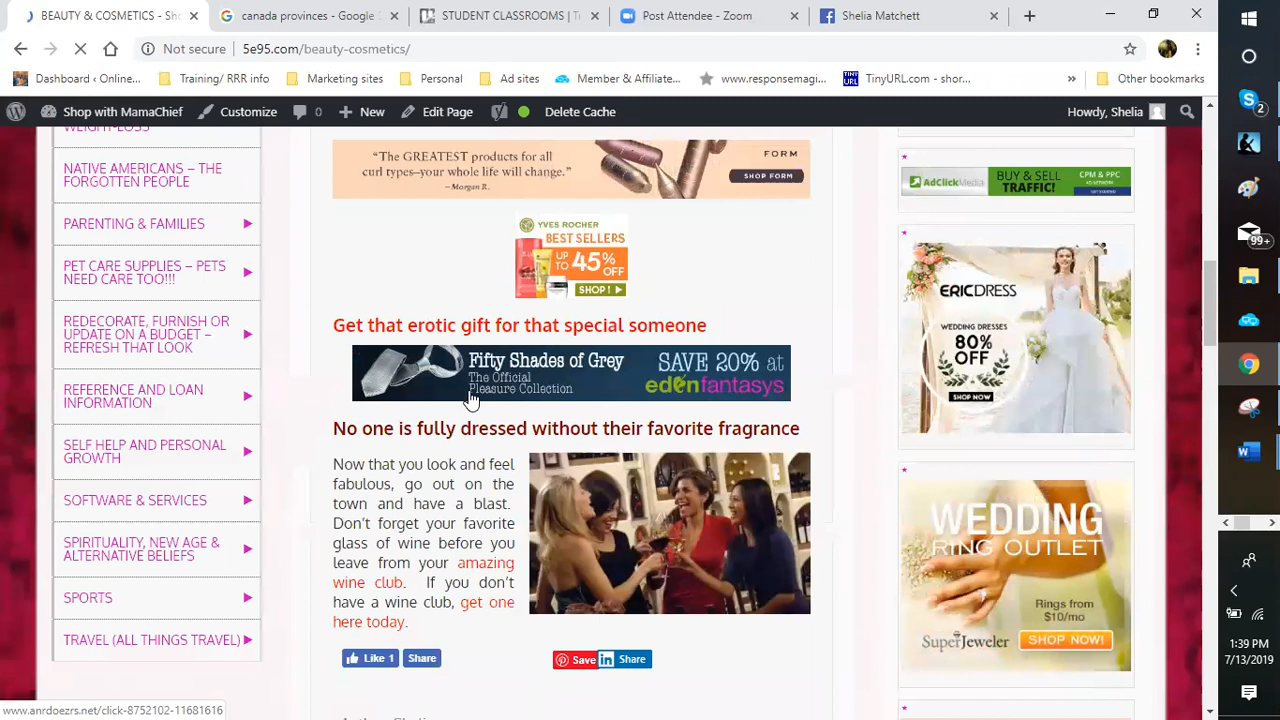 BEAUTY & COSMETICS - Sho
canada provinces - Google
STUDENT CLASSROOMS | T
Post Attendee - Zoom
Shelia Matchett
Not secure
5e95.com/beauty-cosmetics/
Dashboard ‹ Online...
Training/ RRR info
Marketing sites
Personal
Ad sites
Member & Affiliate...
www.responsemagi...
TinyURL.com - shor...
»
Other bookmarks
Shop with MamaChief
Customize
0
New
Edit Page
Delete Cache
Howdy, Shelia
WEIGHT-LOSS
NATIVE AMERICANS – THE
FORGOTTEN PEOPLE
PARENTING & FAMILIES
PET CARE SUPPLIES – PETS
NEED CARE TOO!!!
REDECORATE, FURNISH OR
UPDATE ON A BUDGET –
REFRESH THAT LOOK
REFERENCE AND LOAN
INFORMATION
SELF HELP AND PERSONAL
GROWTH
SOFTWARE & SERVICES
SPIRITUALITY, NEW AGE &
ALTERNATIVE BELIEFS
SPORTS
TRAVEL (ALL THINGS TRAVEL)
“The GREATEST products for all
curl types–your whole life will change.”
–Morgan R.
FORM
SHOP FORM
YVES ROCHER
BEST SELLERS
UP TO 45% OFF
SHOP !
Get that erotic gift for that special someone
Fifty Shades of Grey
The Official
Pleasure Collection
SAVE 20% at
edenfantasys
No one is fully dressed without their favorite fragrance
Now that you look and feel
fabulous, go out on the
town and have a blast.
Don’t forget your favorite
glass of wine before you
leave from your amazing
wine club. If you don’t
have a wine club, get one
here today.
Like 1
Share
Save
Share
AdClickMedia
BUY & SELL
TRAFFIC!
CPM & PPC
AD NETWORK
ERICDRESS
WEDDING DRESSES
80%
OFF
SHOP NOW
WEDDING
RING OUTLET
Rings from
$10/mo
SuperJeweler
SHOP NOW!
www.anrdoezrs.net/click-8752102-11681616
2
99+
1:39 PM
7/13/2019